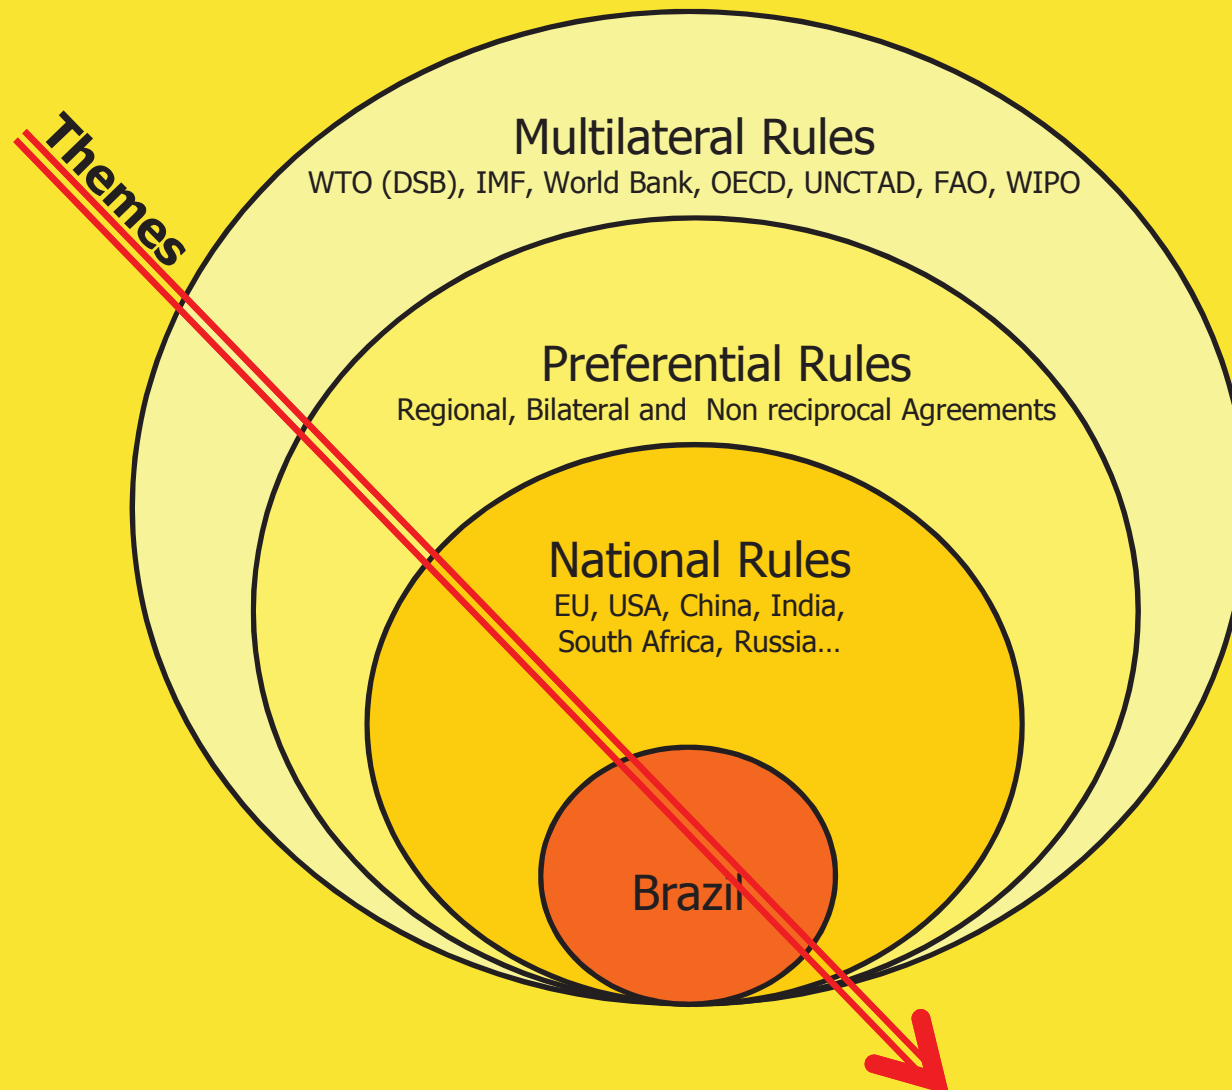 Themes
Multilateral Rules
WTO (DSB), IMF, World Bank, OECD, UNCTAD, FAO, WIPO
Preferential Rules
Regional, Bilateral and Non reciprocal Agreements
National Rules
EU, USA, China, India,
South Africa, Russia...
Brazil